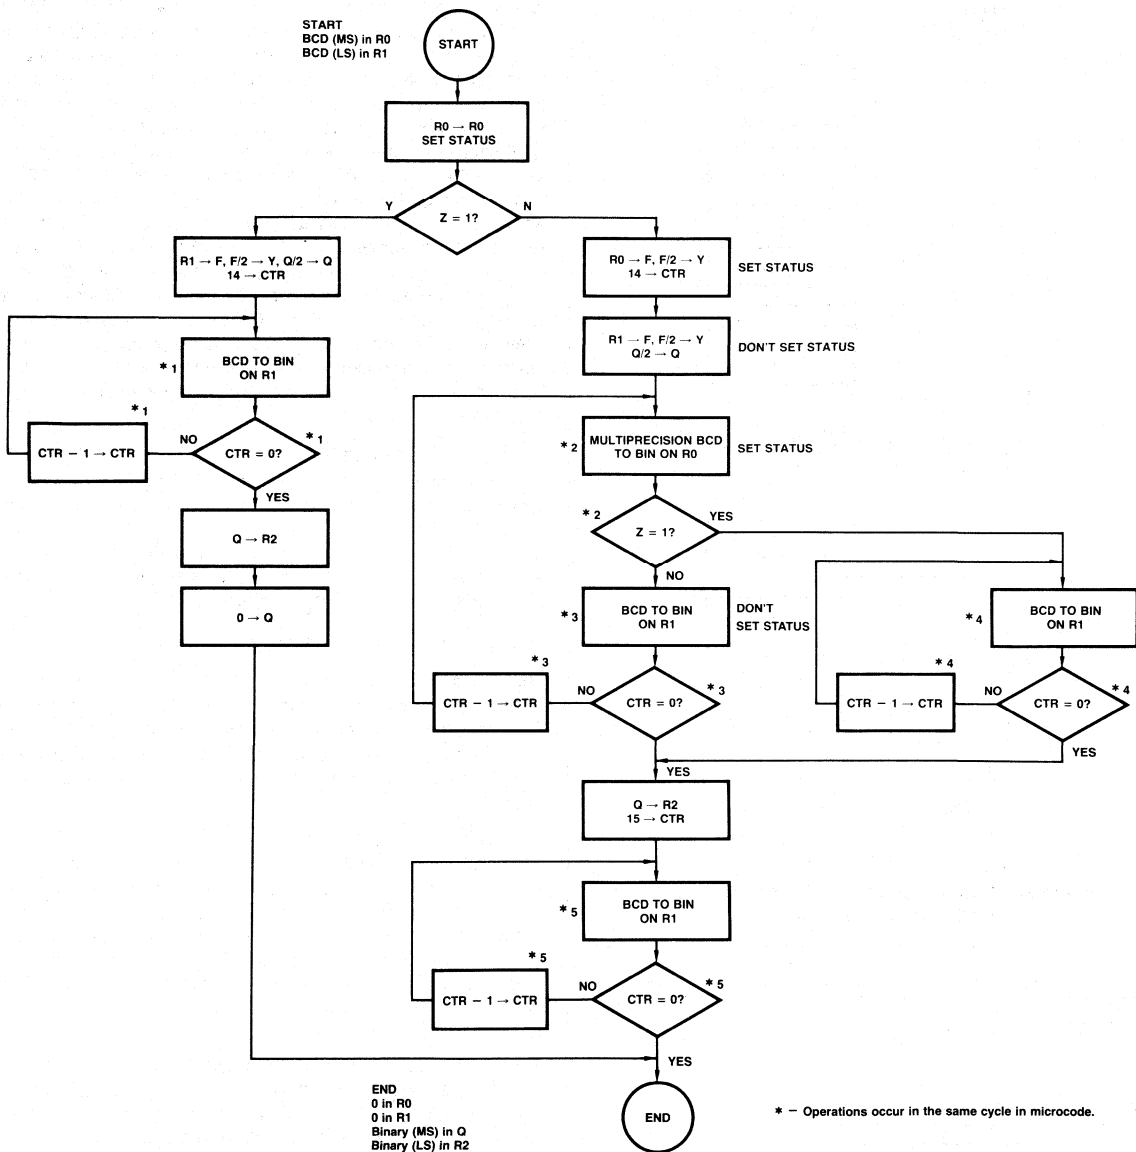 START
BCD (MS) in R0
BCD (LS) in R1
START
R0 → R0
SET STATUS
Z = 1?
Y
N
R1 → F, F/2 → Y, Q/2 → Q
14 → CTR
R0 → F, F/2 → Y
14 → CTR
SET STATUS
R1 → F, F/2 → Y
Q/2 → Q
DON'T SET STATUS
* 1
BCD TO BIN
ON R1
* 1
CTR − 1 → CTR
NO
CTR = 0?
* 1
YES
* 2
MULTIPRECISION BCD
TO BIN ON R0
SET STATUS
* 2
Z = 1?
YES
NO
Q → R2
0 → Q
* 3
BCD TO BIN
ON R1
DON'T
SET STATUS
* 4
BCD TO BIN
ON R1
* 3
CTR − 1 → CTR
NO
CTR = 0?
* 3
YES
* 4
CTR − 1 → CTR
NO
CTR = 0?
* 4
YES
Q → R2
15 → CTR
* 5
BCD TO BIN
ON R1
* 5
CTR − 1 → CTR
NO
CTR = 0?
* 5
YES
END
0 in R0
0 in R1
Binary (MS) in Q
Binary (LS) in R2
END
* − Operations occur in the same cycle in microcode.